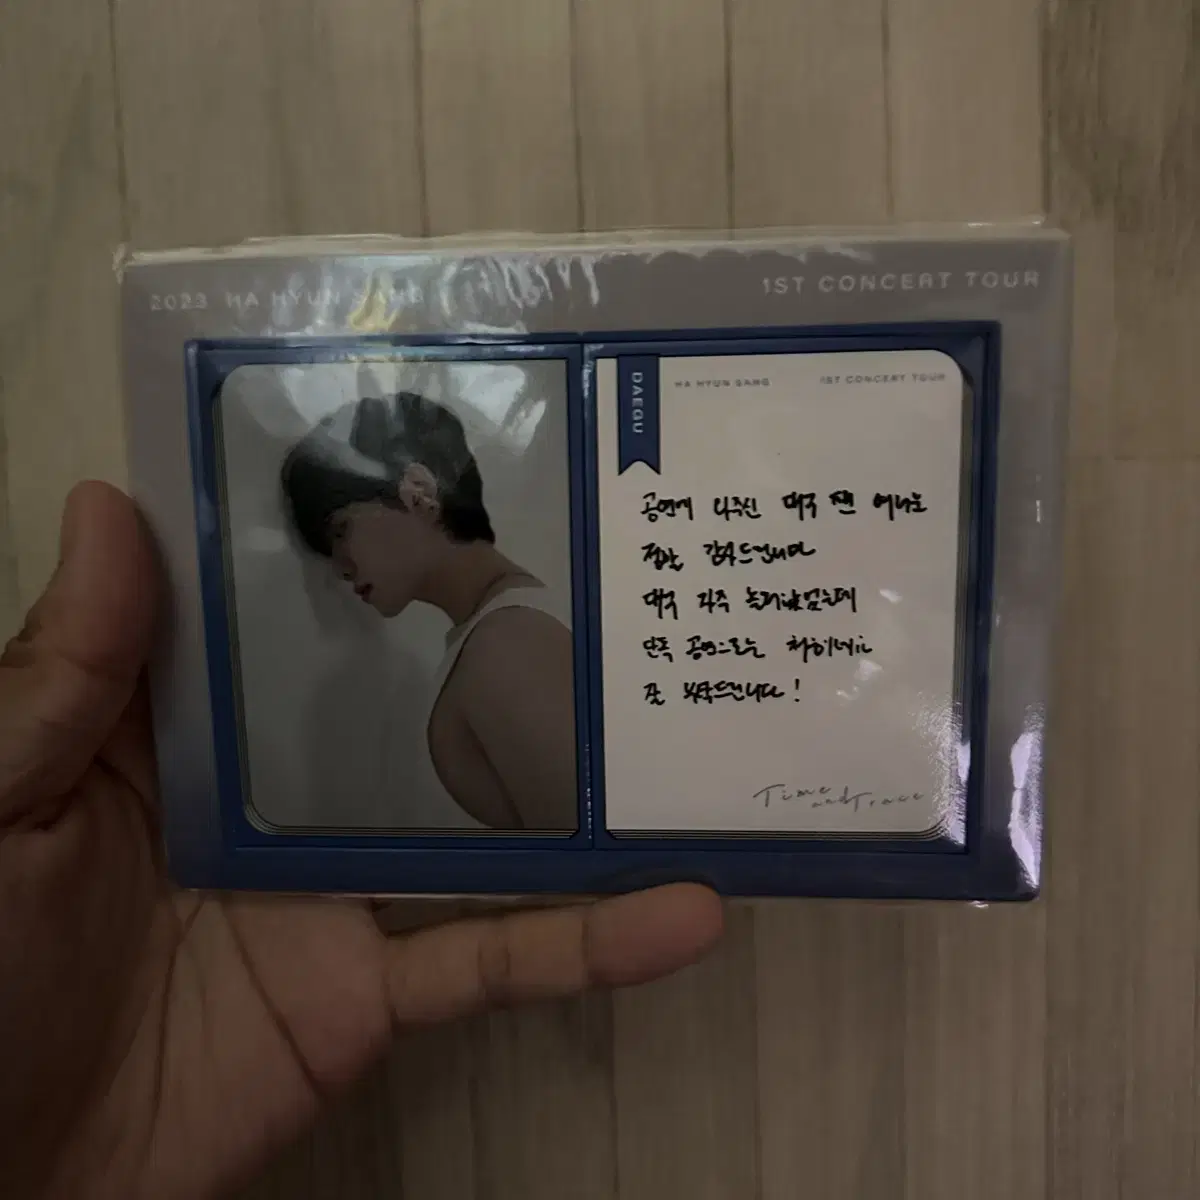 2023 HA HYUN SANG
1ST CONCERT TOUR
DAEGU
HA HYUN SANG
1ST CONCERT TOUR
공연에 와주신 대구 팬 여러분
정말 감사드립니다
대구 자주 놀러왔었는데
단독 공연으로는 처음이네요
잘 부탁드립니다!
Time
and Trace